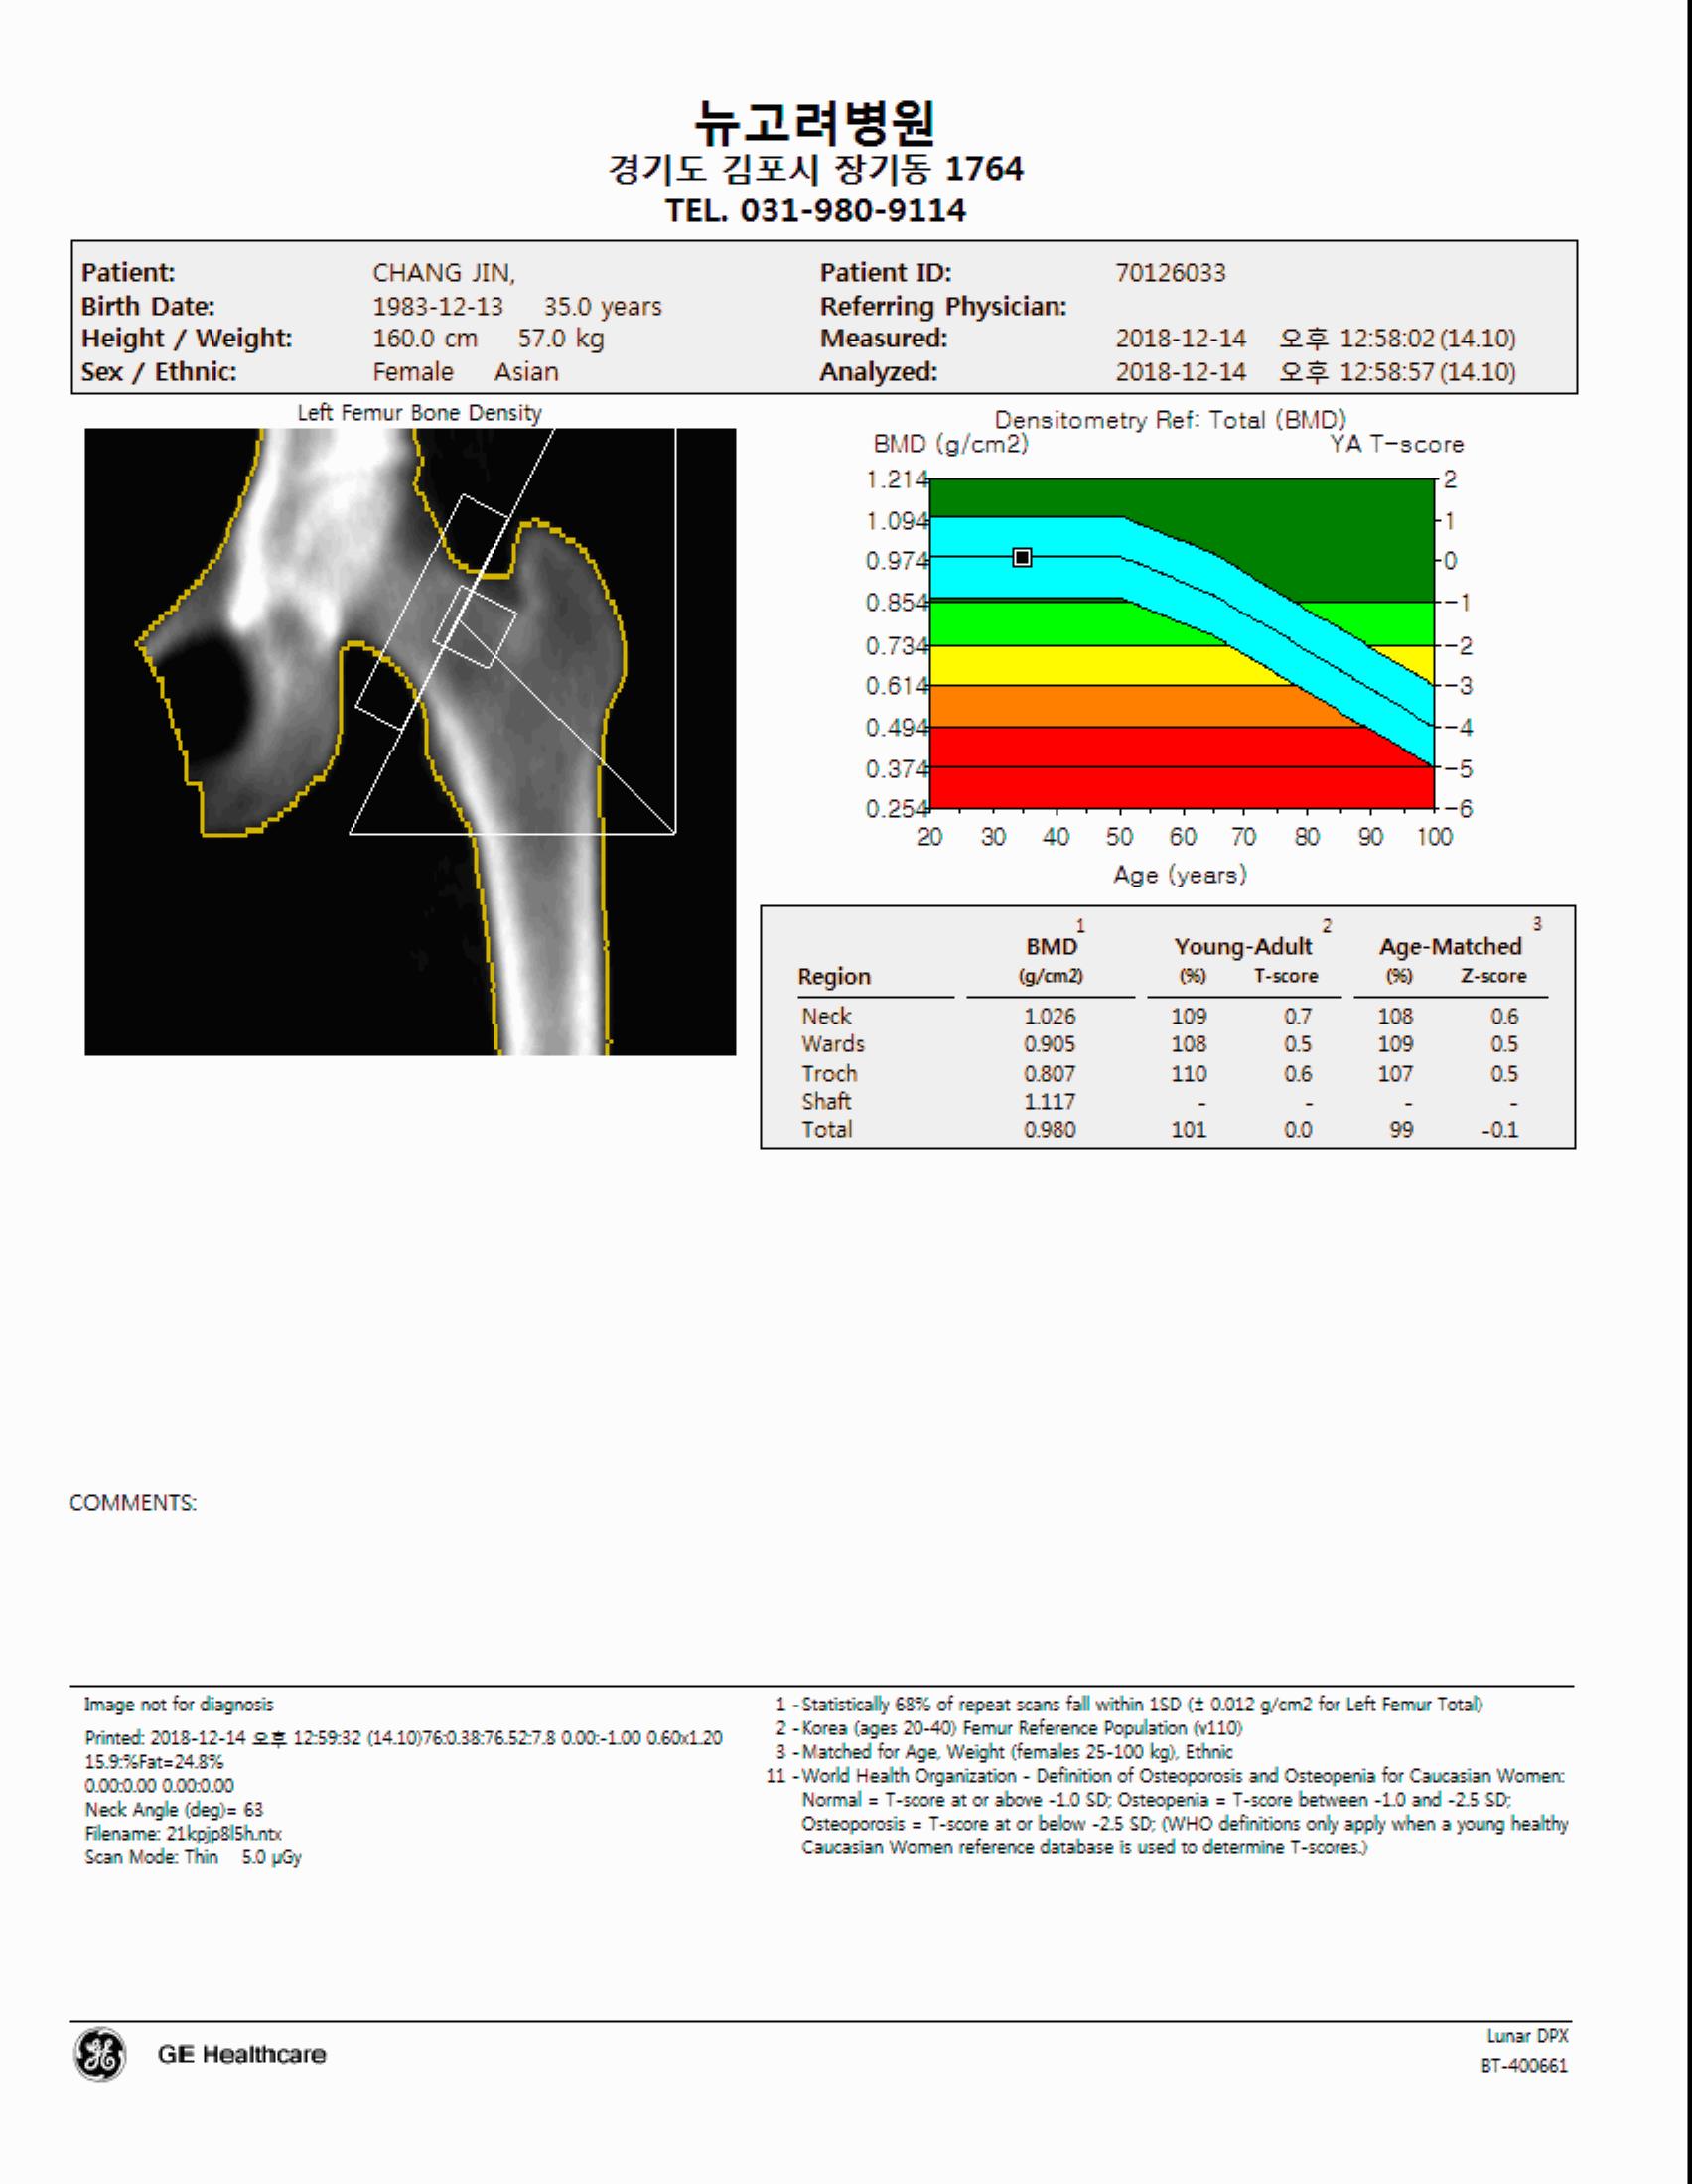 뉴고려병원
경기도 김포시 장기동 1764
TEL. 031-980-9114
Patient: CHANG JIN, Patient ID: 70126033
Birth Date: 1983-12-13 35.0 years Referring Physician:
Height / Weight: 160.0 cm 57.0 kg Measured: 2018-12-14 오후 12:58:02 (14.10)
Sex / Ethnic: Female Asian Analyzed: 2018-12-14 오후 12:58:57 (14.10)
Left Femur Bone Density
Densitometry Ref: Total (BMD)
BMD (g/cm2) YA T-score
1.214 2
1.094 1
0.974 0
0.854 -1
0.734 -2
0.614 -3
0.494 -4
0.374 -5
0.254 -6
20 30 40 50 60 70 80 90 100
Age (years)
1 2 3
BMD Young-Adult Age-Matched
Region (g/cm2) (%) T-score (%) Z-score
Neck 1.026 109 0.7 108 0.6
Wards 0.905 108 0.5 109 0.5
Troch 0.807 110 0.6 107 0.5
Shaft 1.117 - - - -
Total 0.980 101 0.0 99 -0.1
COMMENTS:
Image not for diagnosis
Printed: 2018-12-14 오후 12:59:32 (14.10)76:0.38:76.52:7.8 0.00:-1.00 0.60x1.20
15.9:%Fat=24.8%
0.00:0.00 0.00:0.00
Neck Angle (deg)= 63
Filename: 21kpjp8l5h.ntx
Scan Mode: Thin 5.0 µGy
1 -Statistically 68% of repeat scans fall within 1SD (± 0.012 g/cm2 for Left Femur Total)
2 -Korea (ages 20-40) Femur Reference Population (v110)
3 -Matched for Age, Weight (females 25-100 kg), Ethnic
11 -World Health Organization - Definition of Osteoporosis and Osteopenia for Caucasian Women:
Normal = T-score at or above -1.0 SD; Osteopenia = T-score between -1.0 and -2.5 SD;
Osteoporosis = T-score at or below -2.5 SD; (WHO definitions only apply when a young healthy
Caucasian Women reference database is used to determine T-scores.)
GE Healthcare
Lunar DPX
BT-400661